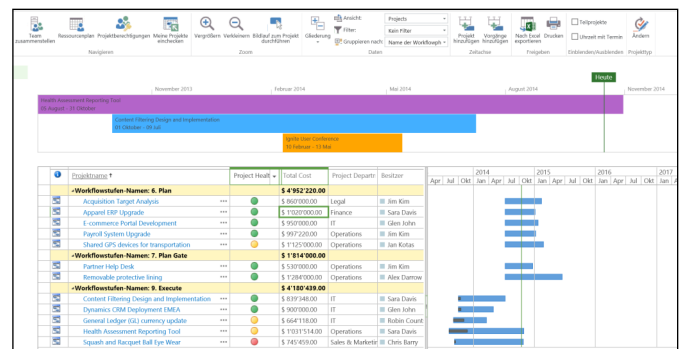 Ansicht: Projects
Filter: Kein Filter
Gruppieren nach: Name der Workflowph
Team zusammenstellen
Ressourcenplan
Projektberechtigungen
Meine Projekte einchecken
Vergrößern
Verkleinern
Bildlauf zum Projekt durchführen
Gliederung
Projekt hinzufügen
Vorgänge hinzufügen
Nach Excel exportieren
Drucken
Teilprojekte
Uhrzeit mit Termin
Ändern
Navigieren
Zoom
Daten
Zeitachse
Freigeben
Einblenden/Ausblenden
Projekttyp
Heute
November 2013 Februar 2014 Mai 2014 August 2014 November 2014
Health Assessment Reporting Tool
05 August - 31 Oktober
Content Filtering Design and Implementation
01 Oktober - 09 Juli
Ignite User Conference
10 Februar - 13 Mai
Projektname Project Healt Total Cost Project Departr Besitzer
2014 2015 2016 2017
Apr Jul Okt Jan Apr Jul Okt Jan Apr Jul Okt Jan Apr Jul Okt Jan
Workflowstufen-Namen: 6. Plan $ 4'952'220.00
Acquisition Target Analysis $ 860'000.00 Legal Jim Kim
Apparel ERP Upgrade $ 1'020'000.00 Finance Sara Davis
E-commerce Portal Development $ 950'000.00 IT Glen John
Payroll System Upgrade $ 997'220.00 Operations Jim Kim
Shared GPS devices for transportation $ 1'125'000.00 Operations Jan Kotas
Workflowstufen-Namen: 7. Plan Gate $ 1'814'000.00
Partner Help Desk $ 530'000.00 Operations Jim Kim
Removable protective lining $ 1'284'000.00 Operations Alex Darrow
Workflowstufen-Namen: 9. Execute $ 4'180'439.00
Content Filtering Design and Implementation $ 839'348.00 IT Sara Davis
Dynamics CRM Deployment EMEA $ 900'000.00 IT Glen John
General Ledger (GL) currency update $ 664'118.00 IT Robin Count
Health Assessment Reporting Tool $ 1'031'514.00 Operations Sara Davis
Squash and Racquet Ball Eye Wear $ 745'459.00 Sales & Marketin Chris Barry